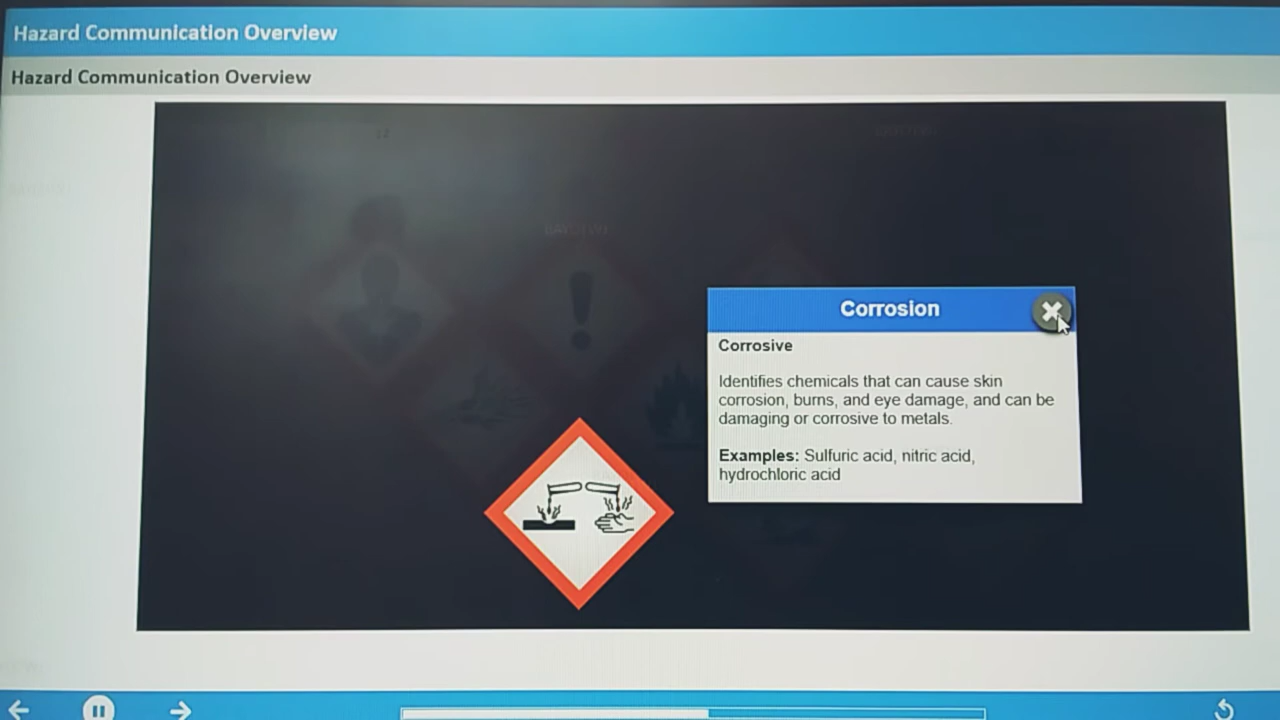 Hazard Communication Overview
Hazard Communication Overview
Corrosion
Corrosive
Identifies chemicals that can cause skin
corrosion, burns, and eye damage, and can be
damaging or corrosive to metals.
Examples: Sulfuric acid, nitric acid,
hydrochloric acid